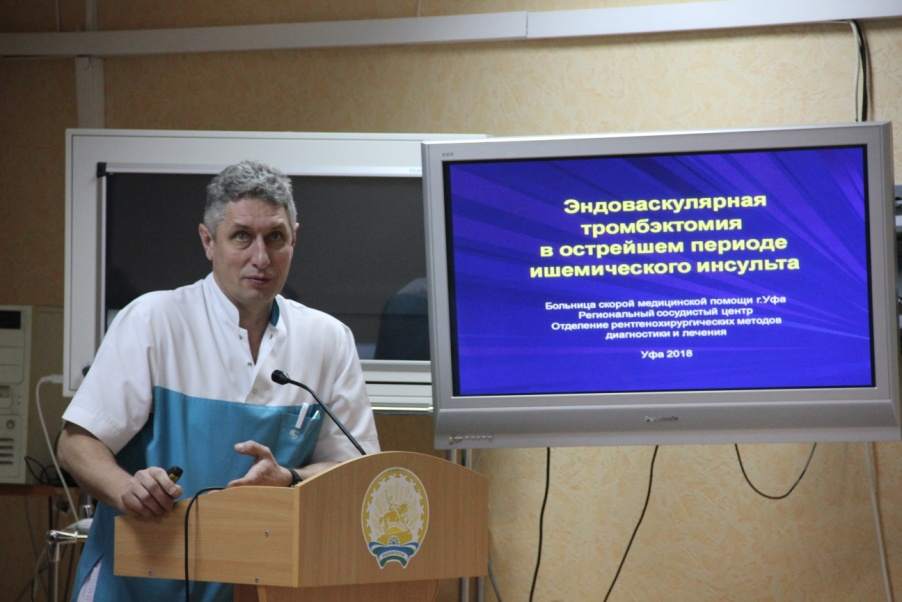 Эндоваскулярная
тромбэктомия
в острейшем периоде
ишемического инсульта
Больница скорой медицинской помощи г.Уфа
Региональный сосудистый центр
Отделение рентгенохирургических методов
диагностики и лечения
Уфа 2018